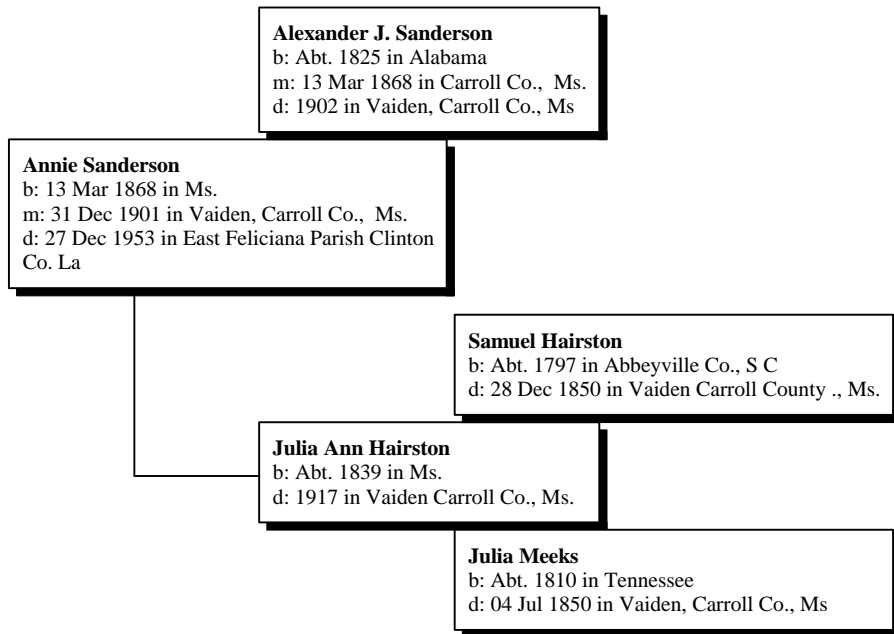 Alexander J. Sanderson
b: Abt. 1825 in Alabama
m: 13 Mar 1868 in Carroll Co., Ms.
d: 1902 in Vaiden, Carroll Co., Ms
Annie Sanderson
b: 13 Mar 1868 in Ms.
m: 31 Dec 1901 in Vaiden, Carroll Co., Ms.
d: 27 Dec 1953 in East Feliciana Parish Clinton
Co. La
Samuel Hairston
b: Abt. 1797 in Abbeyville Co., S C
d: 28 Dec 1850 in Vaiden Carroll County ., Ms.
Julia Ann Hairston
b: Abt. 1839 in Ms.
d: 1917 in Vaiden Carroll Co., Ms.
Julia Meeks
b: Abt. 1810 in Tennessee
d: 04 Jul 1850 in Vaiden, Carroll Co., Ms